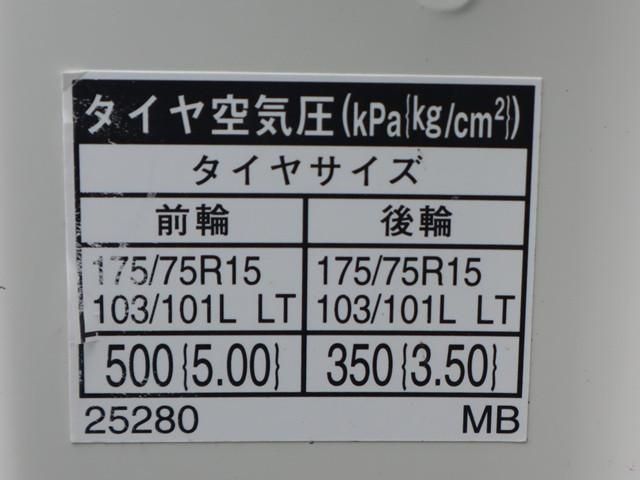 タイヤ空気圧(kPa{kg/cm²})
タイヤサイズ
前輪 後輪
175/75R15 175/75R15
103/101L LT 103/101L LT
500{5.00} 350{3.50}
25280 MB